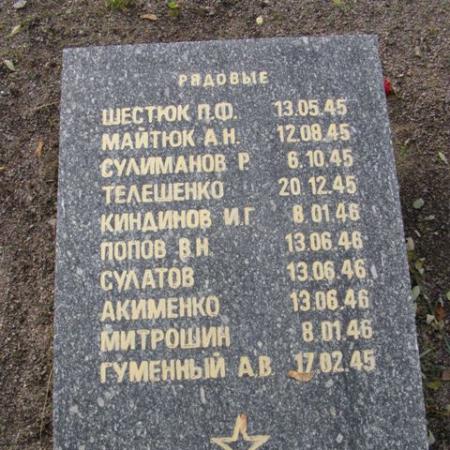 РЯДОВЫЕ
ШЕСТЮК П.Ф. 13.05.45
МАЙТЮК А.Н. 12.08.45
СУЛИМАНОВ Р. 6.10.45
ТЕЛЕШЕНКО 20.12.45
КИНДИНОВ И.Г. 8.01.46
ПОПОВ В.Н. 13.06.46
СУЛАТОВ 13.06.46
АКИМЕНКО 13.06.46
МИТРОШИН 8.01.46
ГУМЕННЫЙ А.В. 17.02.45